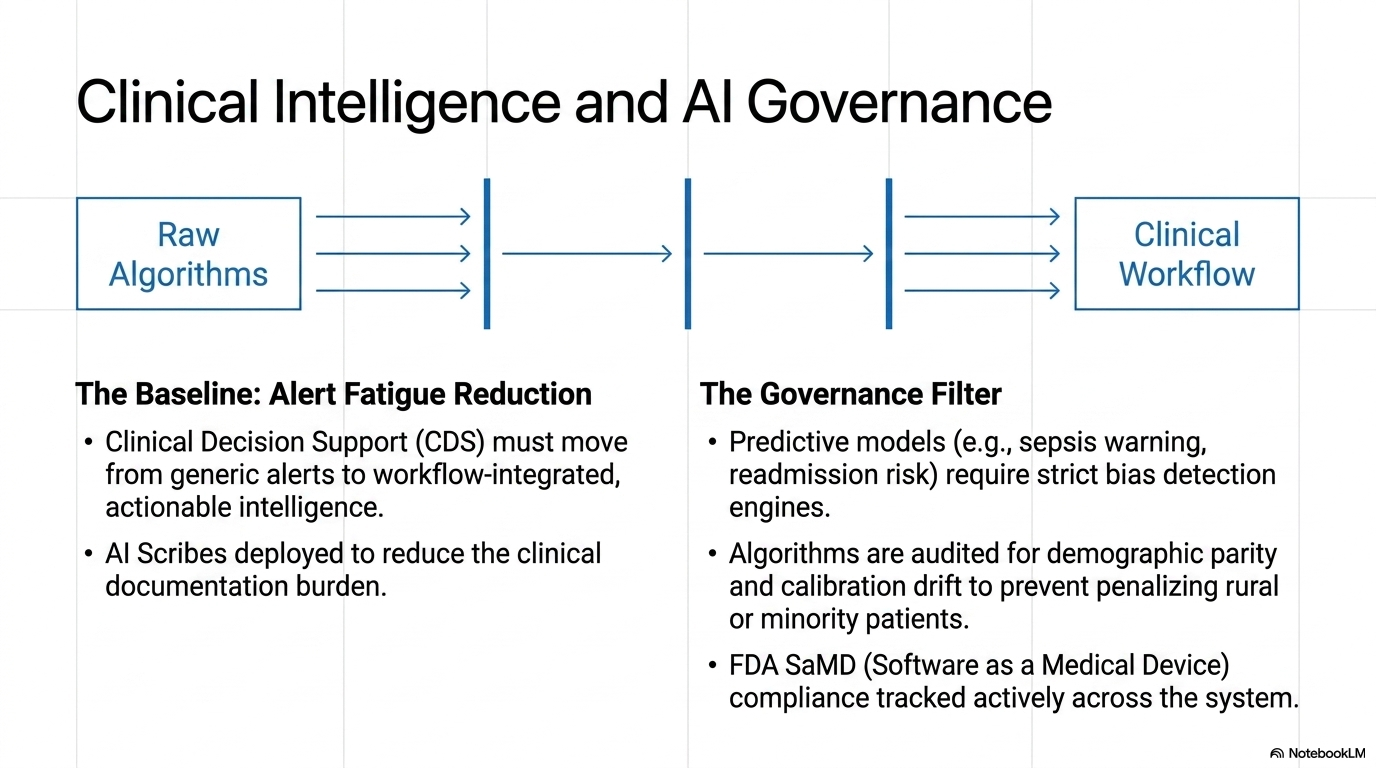 Clinical Intelligence and AI Governance
Raw
Algorithms
Clinical
Workflow
The Baseline: Alert Fatigue Reduction
• Clinical Decision Support (CDS) must move
from generic alerts to workflow-integrated,
actionable intelligence.
• AI Scribes deployed to reduce the clinical
documentation burden.
The Governance Filter
• Predictive models (e.g., sepsis warning,
readmission risk) require strict bias detection
engines.
• Algorithms are audited for demographic parity
and calibration drift to prevent penalizing rural
or minority patients.
• FDA SaMD (Software as a Medical Device)
compliance tracked actively across the system.
NotebookLM